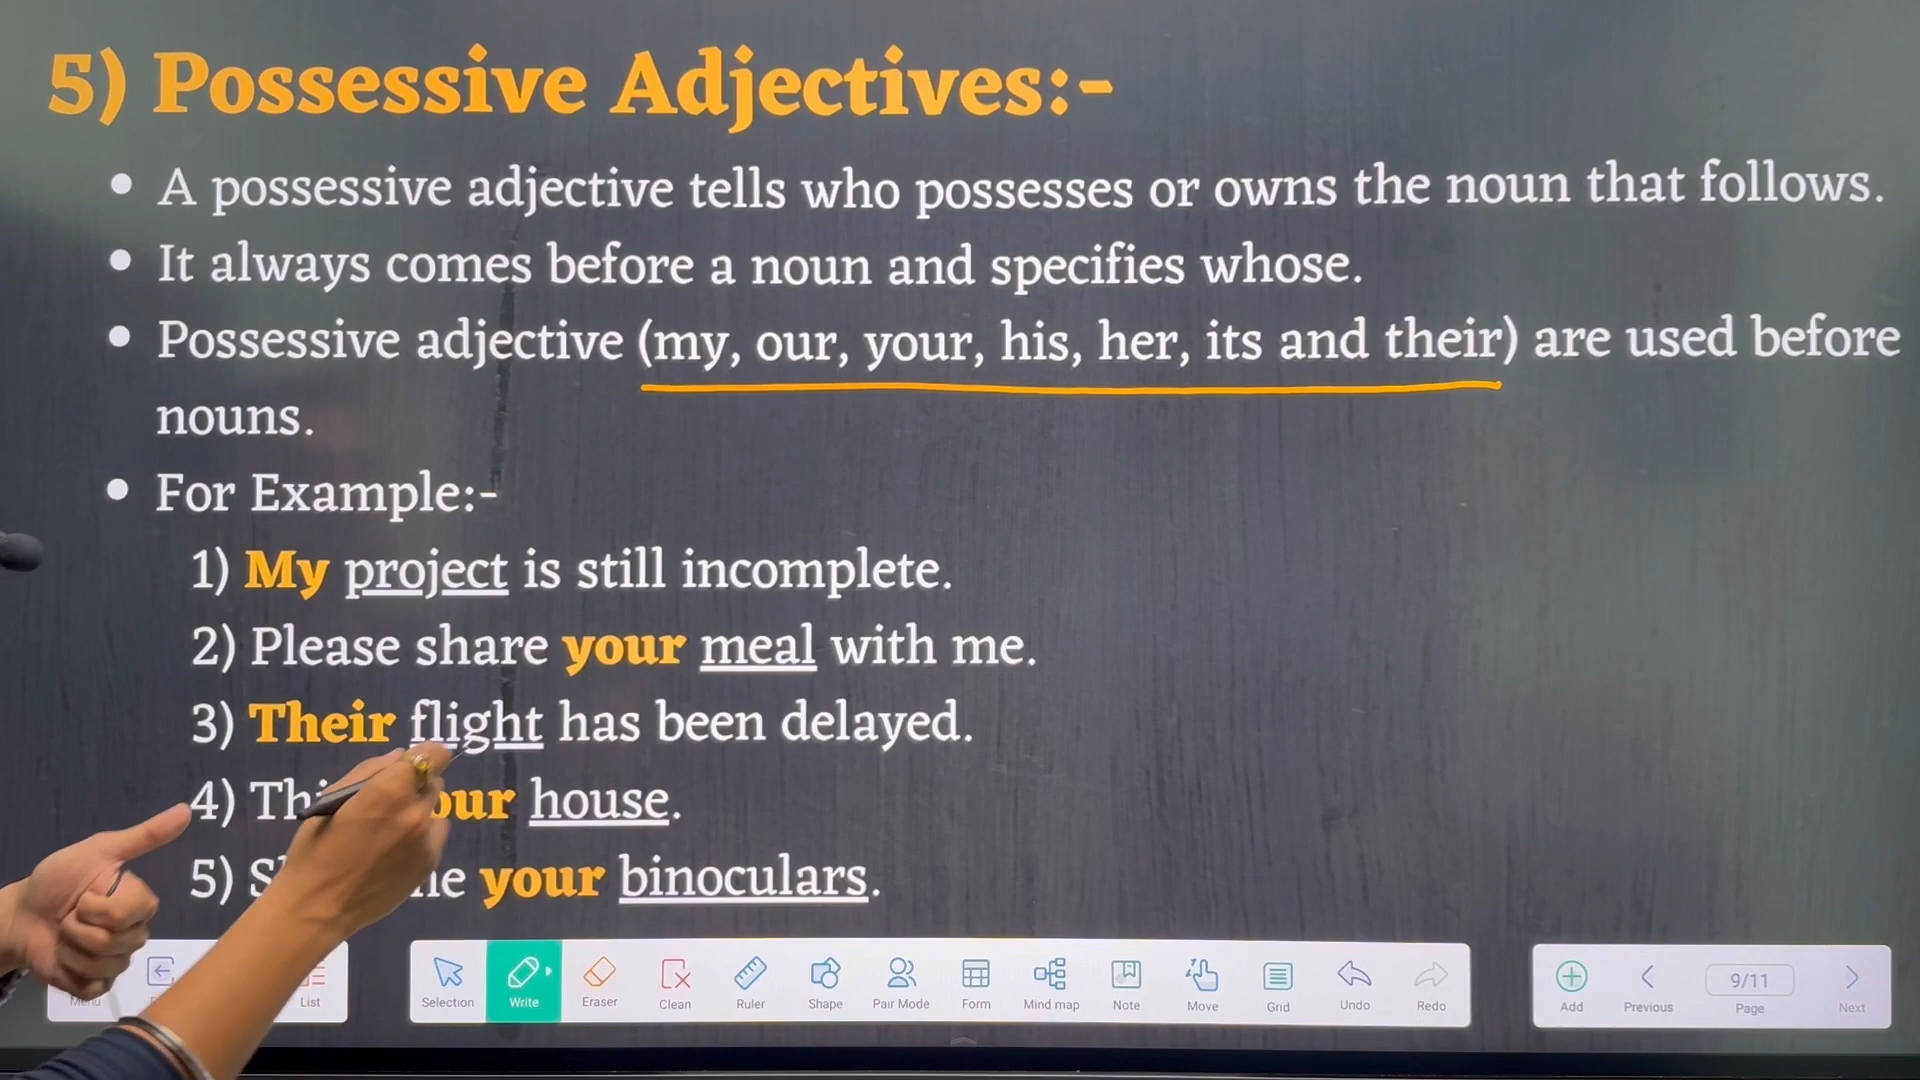 5) Possessive Adjectives:-
• A possessive adjective tells who possesses or owns the noun that follows.
• It always comes before a noun and specifies whose.
• Possessive adjective (my, our, your, his, her, its and their) are used before
nouns.
• For Example:-
1) My project is still incomplete.
2) Please share your meal with me.
3) Their flight has been delayed.
4) our house.
5) your binoculars.
Menu List Selection Write Eraser Clean Ruler Shape Pair Mode Form Mind map Note Move Grid Undo Redo
9/11
Add Previous Page Next